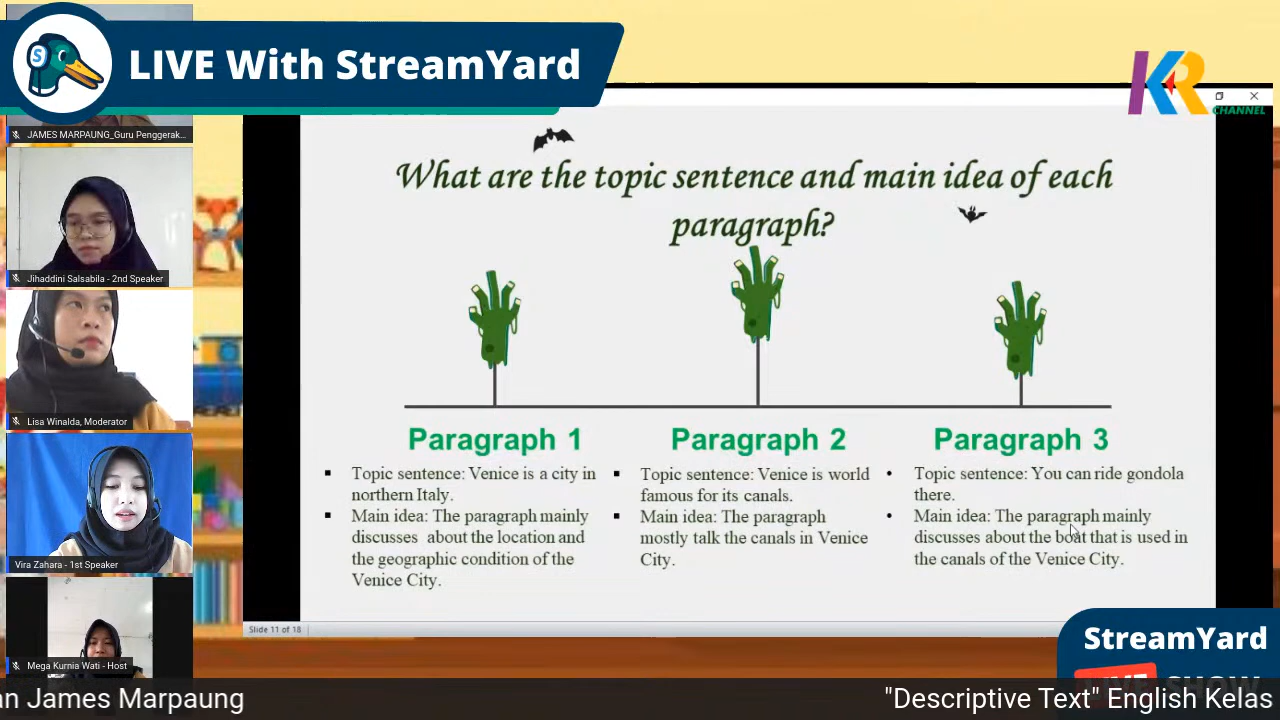 LIVE With StreamYard
S
KR
CHANNEL
JAMES MARPAUNG_Guru Penggerak...
Jihaddini Salsabila - 2nd Speaker
Lisa Winalda, Moderator
Vira Zahara - 1st Speaker
Mega Kurnia Wati - Host
What are the topic sentence and main idea of each
paragraph?
Paragraph 1
▪ Topic sentence: Venice is a city in
northern Italy.
▪ Main idea: The paragraph mainly
discusses about the location and
the geographic condition of the
Venice City.
Paragraph 2
▪ Topic sentence: Venice is world
famous for its canals.
▪ Main idea: The paragraph
mostly talk the canals in Venice
City.
Paragraph 3
• Topic sentence: You can ride gondola
there.
• Main idea: The paragraph mainly
discusses about the boat that is used in
the canals of the Venice City.
Slide 11 of 18
StreamYard
LIVE SHOW
an James Marpaung
"Descriptive Text" English Kelas